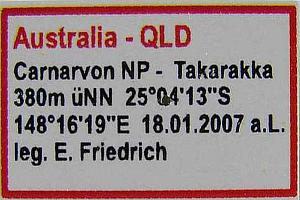 Australia - QLD
Carnarvon NP - Takarakka
380m üNN 25°04'13"S
148°16'19"E 18.01.2007 a.L.
leg. E. Friedrich